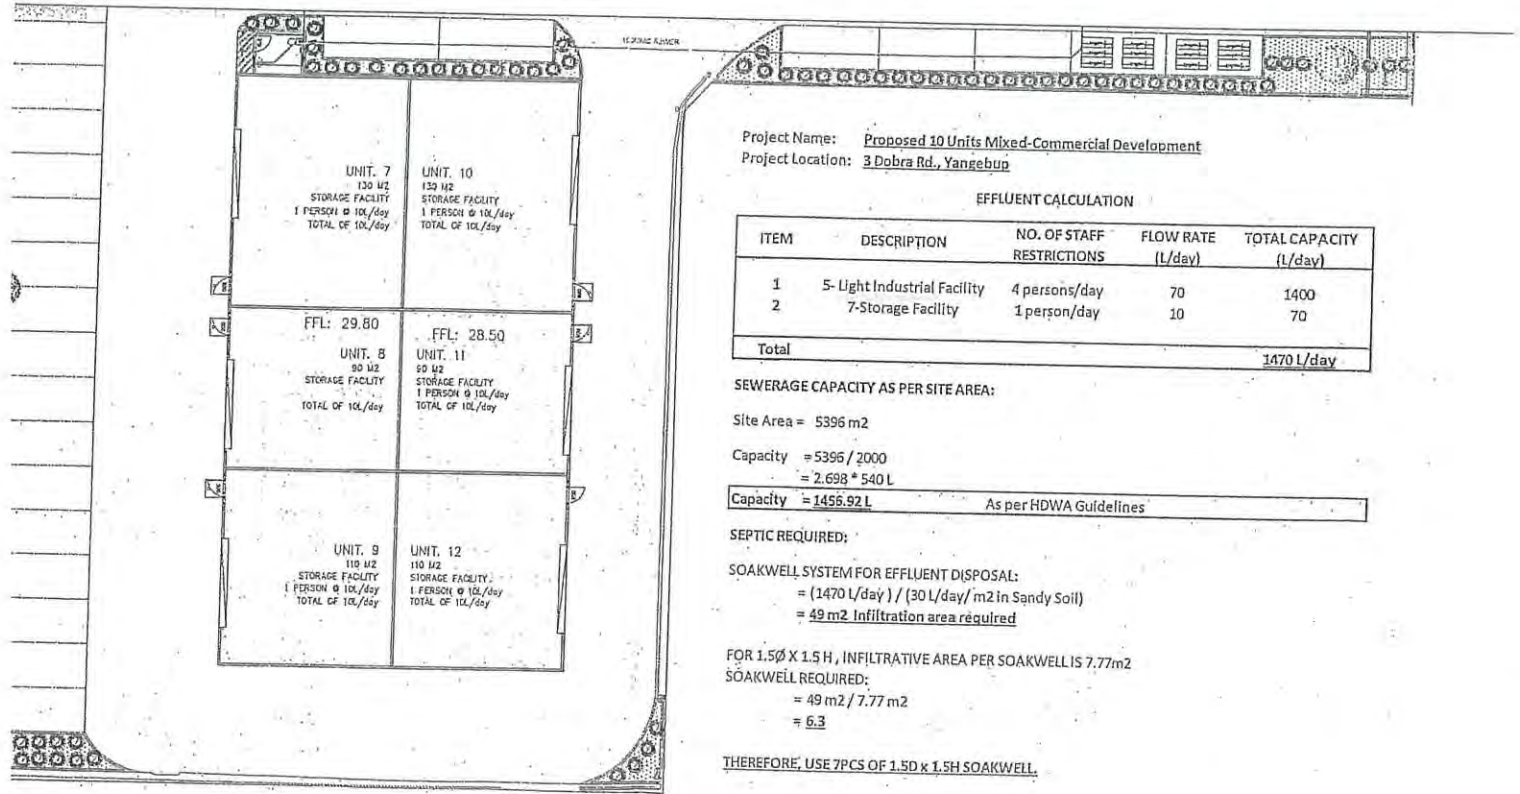 UNIT. 7
130 M2
STORAGE FACILITY
1 PERSON @ 10L/day
TOTAL OF 10L/day
UNIT. 10
130 M2
STORAGE FACILITY
1 PERSON @ 10L/day
TOTAL OF 10L/day
FFL: 29.80
UNIT. 8
90 M2
STORAGE FACILITY
TOTAL OF 10L/day
FFL: 28.50
UNIT. 11
90 M2
STORAGE FACILITY
1 PERSON @ 10L/day
TOTAL OF 10L/day
UNIT. 9
110 M2
STORAGE FACILITY
1 PERSON @ 10L/day
TOTAL OF 10L/day
UNIT. 12
110 M2
STORAGE FACILITY.
1 PERSON @ 10L/day
TOTAL OF 10L/day
Project Name: Proposed 10 Units Mixed-Commercial Development
Project Location: 3 Dobra Rd., Yangebup
EFFLUENT CALCULATION
ITEM DESCRIPTION NO. OF STAFF RESTRICTIONS FLOW RATE (L/day) TOTAL CAPACITY (L/day)
1 5- Light Industrial Facility 4 persons/day 70 1400
2 7-Storage Facility 1 person/day 10 70
Total 1470 L/day
SEWERAGE CAPACITY AS PER SITE AREA:
Site Area = 5396 m2
Capacity = 5396 / 2000
= 2.698 * 540 L
Capacity = 1456.92 L As per HDWA Guidelines
SEPTIC REQUIRED:
SOAKWELL SYSTEM FOR EFFLUENT DISPOSAL:
= (1470 L/day ) / (30 L/day/ m2 in Sandy Soil)
= 49 m2 Infiltration area required
FOR 1.5Ø X 1.5 H , INFILTRATIVE AREA PER SOAKWELL IS 7.77m2
SOAKWELL REQUIRED:
= 49 m2 / 7.77 m2
= 6.3
THEREFORE, USE 7PCS OF 1.5D x 1.5H SOAKWELL.